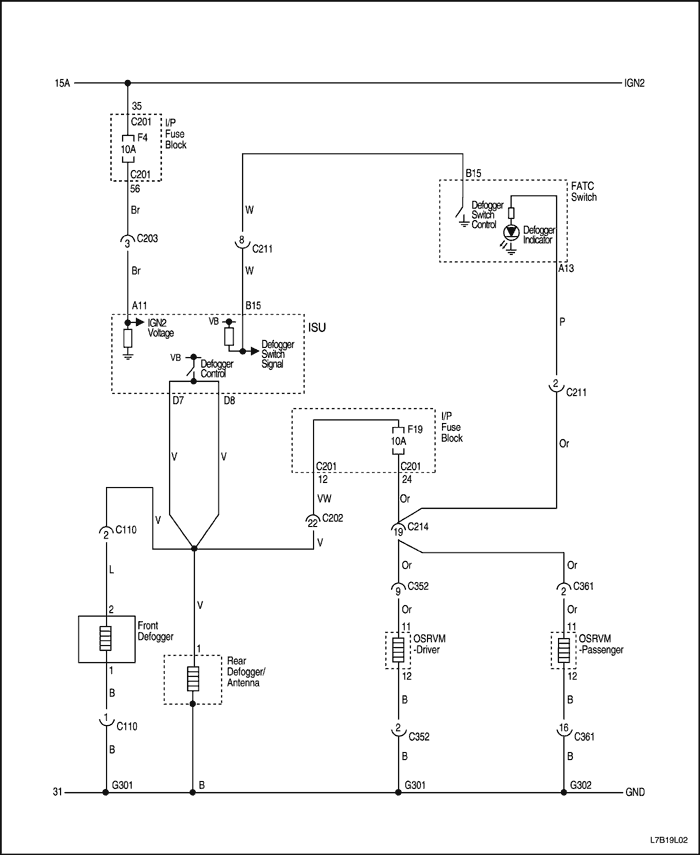 15A
IGN2
35
C201
I/P
Fuse
Block
F4
10A
C201
56
Br
C203
3
Br
A11
W
8
C211
W
B15
B15
FATC
Switch
Defogger
Switch
Control
Defogger
Indicator
A13
P
2
C211
Or
ISU
IGN2
Voltage
VB
Defogger
Switch
Signal
VB
Defogger
Control
D7
D8
V
V
I/P
Fuse
Block
F19
10A
C201
C201
12
24
VW
22
C202
V
Or
19
C214
2
C110
V
L
2
Front
Defogger
1
B
1
C110
B
V
1
Rear
Defogger/
Antenna
Or
9
C352
Or
11
OSRVM
-Driver
12
B
2
C352
B
Or
2
C361
Or
11
OSRVM
-Passenger
12
B
16
C361
B
31
G301
B
G301
G302
GND
L7B19L02